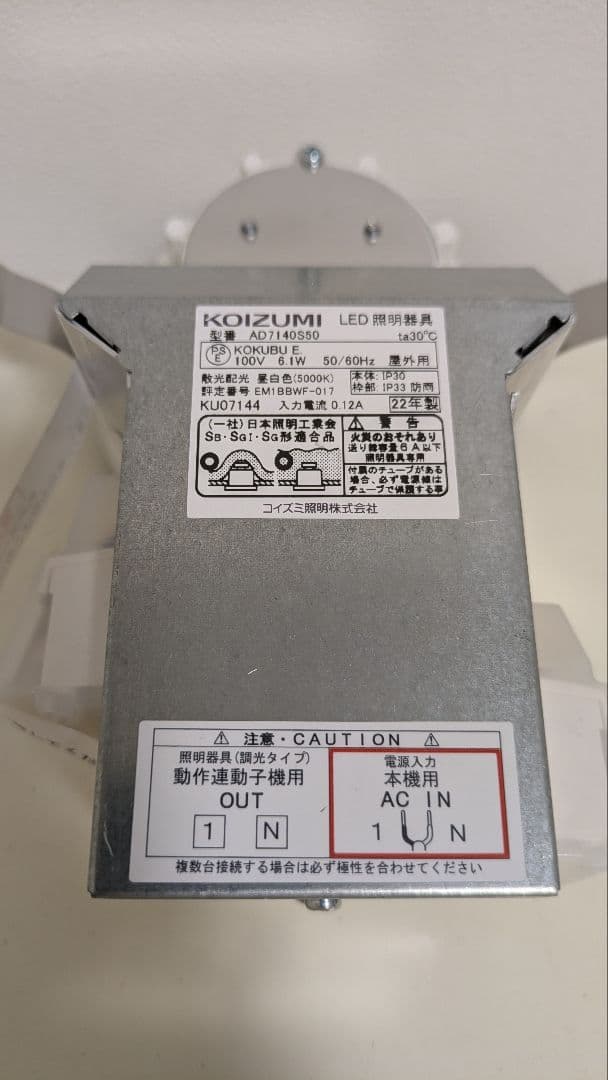 KOIZUMI LED 照明器具
型番 AD7140S50 ta30℃
PS E KOKUBU E.
100V 6.1W 50/60Hz 屋外用
散光配光 昼白色(5000K)
本体: IP30
評定番号 EM1BBWF-017
枠部 IP33 防雨
KU07144 入力電流 0.12A 22年製
(一社)日本照明工業会
SB・SGI・SG形適合品
警告
火災のおそれあり
送り線容量6A以下
照明器具専用
付属のチューブがある
場合、必ず電源線は
チューブで保護する事
コイズミ照明株式会社
注意・CAUTION
照明器具(調光タイプ)
動作連動子機用
OUT
1 N
電源入力
本機用
AC IN
1 N
複数台接続する場合は必ず極性を合わせてください